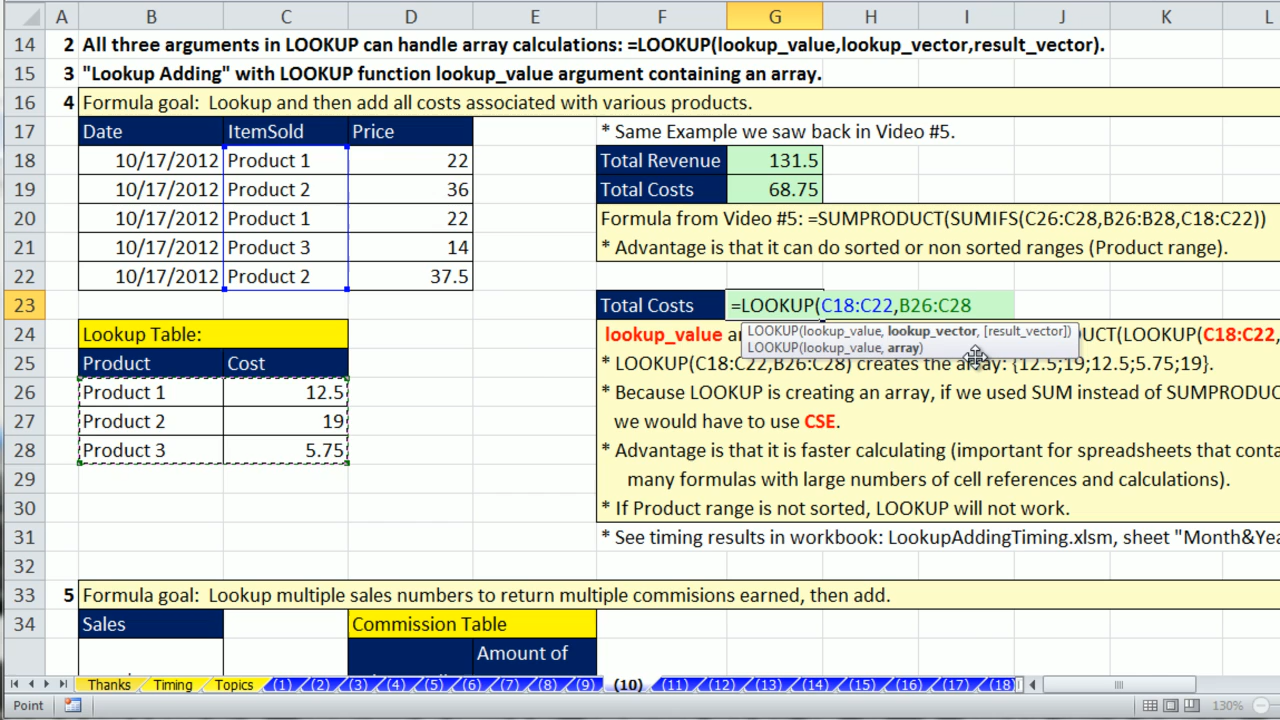 A B C D E F G H I J K L
14 2 All three arguments in LOOKUP can handle array calculations: =LOOKUP(lookup_value,lookup_vector,result_vector).
15 3 "Lookup Adding" with LOOKUP function lookup_value argument containing an array.
16 4 Formula goal: Lookup and then add all costs associated with various products.
17 Date ItemSold Price * Same Example we saw back in Video #5.
18 10/17/2012 Product 1 22 Total Revenue 131.5
19 10/17/2012 Product 2 36 Total Costs 68.75
20 10/17/2012 Product 1 22 Formula from Video #5: =SUMPRODUCT(SUMIFS(C26:C28,B26:B28,C18:C22))
21 10/17/2012 Product 3 14 * Advantage is that it can do sorted or non sorted ranges (Product range).
22 10/17/2012 Product 2 37.5
23 Total Costs =LOOKUP(C18:C22,B26:C28
24 Lookup Table: lookup_value LOOKUP(lookup_value, lookup_vector, [result_vector]) (LOOKUP(C18:C22,
LOOKUP(lookup_value, array)
25 Product Cost * LOOKUP(C18:C22,B26:C28) creates the array: {12.5;19;12.5;5.75;19}.
26 Product 1 12.5 * Because LOOKUP is creating an array, if we used SUM instead of SUMPRODUC
27 Product 2 19 we would have to use CSE.
28 Product 3 5.75 * Advantage is that it is faster calculating (important for spreadsheets that conta
29 many formulas with large numbers of cell references and calculations).
30 * If Product range is not sorted, LOOKUP will not work.
31 * See timing results in workbook: LookupAddingTiming.xlsm, sheet "Month&Yea
32
33 5 Formula goal: Lookup multiple sales numbers to return multiple commisions earned, then add.
34 Sales Commission Table
Amount of
Thanks Timing Topics (1) (2) (3) (4) (5) (6) (7) (8) (9) (10) (11) (12) (13) (14) (15) (16) (17) (18)
Point 130%